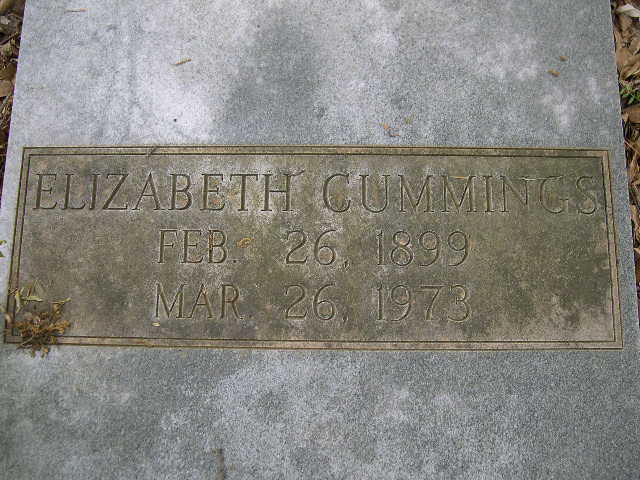 ELIZABETH CUMMINGS
FEB. 26, 1899
MAR. 26, 1973